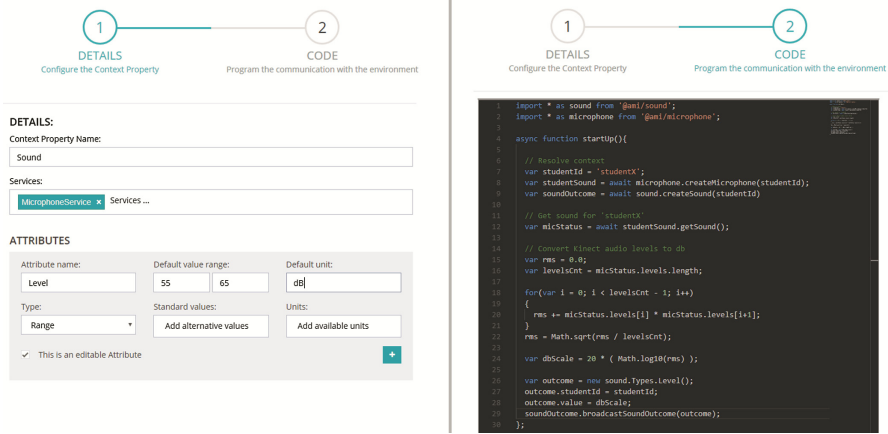 1
2
DETAILS
CODE
Configure the Context Property
Program the communication with the environment
DETAILS:
Context Property Name:
Sound
Services:
MicrophoneService × Services ...
ATTRIBUTES
Attribute name:
Default value range:
Default unit:
Level
55
65
dB
Type:
Standard values:
Units:
Range
Add alternative values
Add available units
This is an editable Attribute
+
1
2
DETAILS
CODE
Configure the Context Property
Program the communication with the environment
1 import * as sound from '@ami/sound';
2 import * as microphone from '@ami/microphone';
3
4 async function startUp(){
5
6 // Resolve context
7 var studentId = 'studentX';
8 var studentSound = await microphone.createMicrophone(studentId);
9 var soundOutcome = await sound.createSound(studentId)
10
11 // Get sound for 'studentX'
12 var micStatus = await studentSound.getSound();
13
14 // Convert Kinect audio levels to db
15 var rms = 0.0;
16 var levelsCnt = micStatus.levels.length;
17
18 for(var i = 0; i < levelsCnt - 1; i++)
19 {
20 rms += micStatus.levels[i] * micStatus.levels[i+1];
21 }
22 rms = Math.sqrt(rms / levelsCnt);
23
24 var dbScale = 20 * ( Math.log10(rms) );
25
26 var outcome = new sound.Types.Level();
27 outcome.studentId = studentId;
28 outcome.value = dbScale;
29 soundOutcome.broadcastSoundOutcome(outcome);
30 };